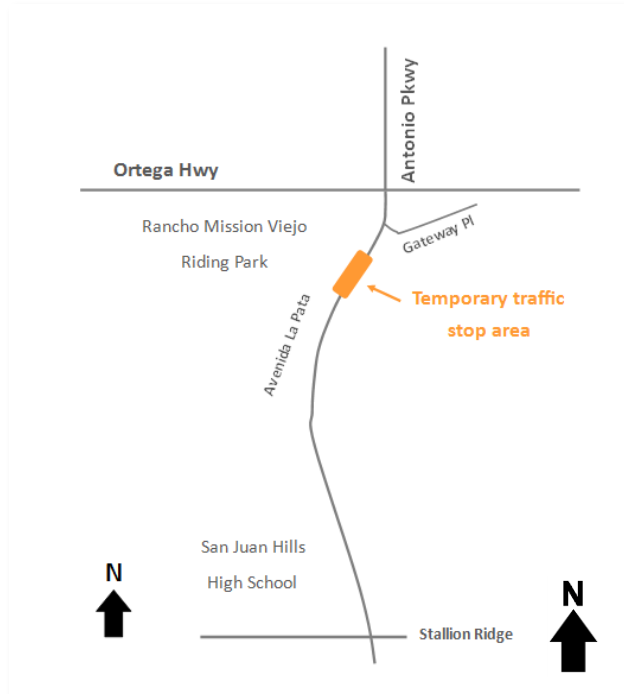 Antonio Pkwy
Ortega Hwy
Rancho Mission Viejo
Riding Park
Gateway Pl
Temporary traffic
stop area
Avenida La Pata
San Juan Hills
High School
N
N
Stallion Ridge